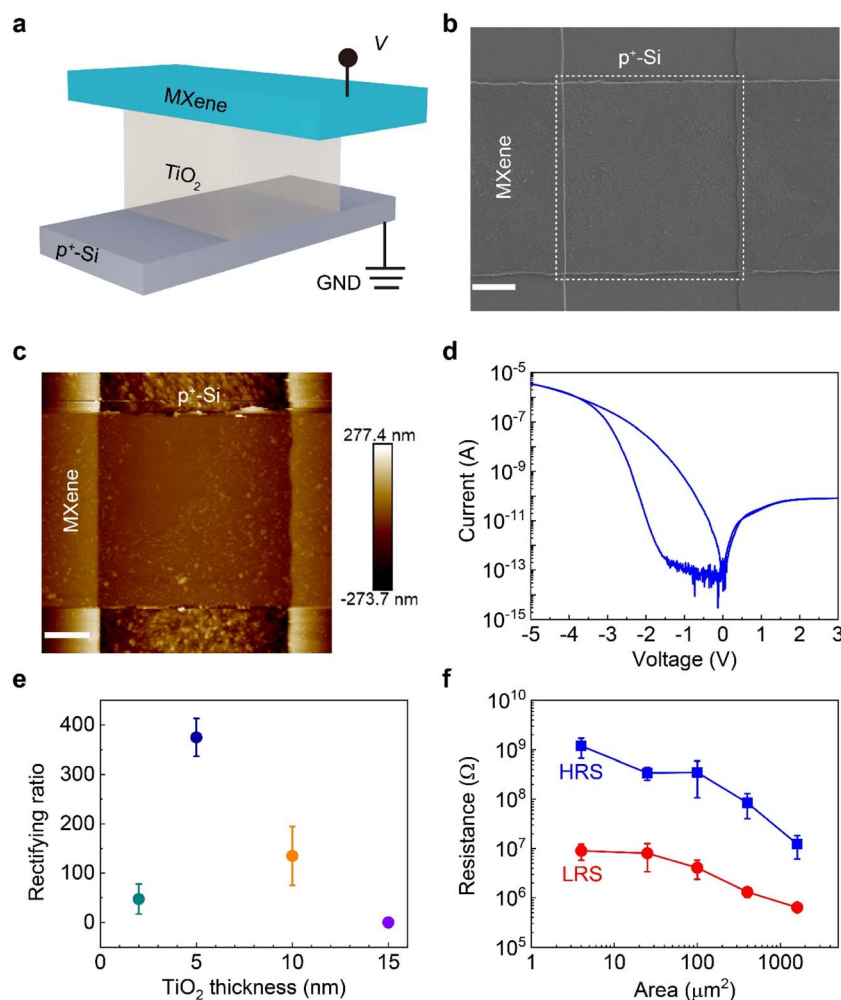 a
V
MXene
TiO₂
p⁺-Si
GND
b
p⁺-Si
MXene
c
p⁺-Si
MXene
277.4 nm
-273.7 nm
d
10⁻⁵
10⁻⁷
10⁻⁹
10⁻¹¹
10⁻¹³
10⁻¹⁵
Current (A)
-5 -4 -3 -2 -1 0 1 2 3
Voltage (V)
e
400
300
200
100
0
Rectifying ratio
0 5 10 15
TiO₂ thickness (nm)
f
10¹⁰
10⁹
10⁸
10⁷
10⁶
10⁵
Resistance (Ω)
HRS
LRS
1 10 100 1000
Area (μm²)